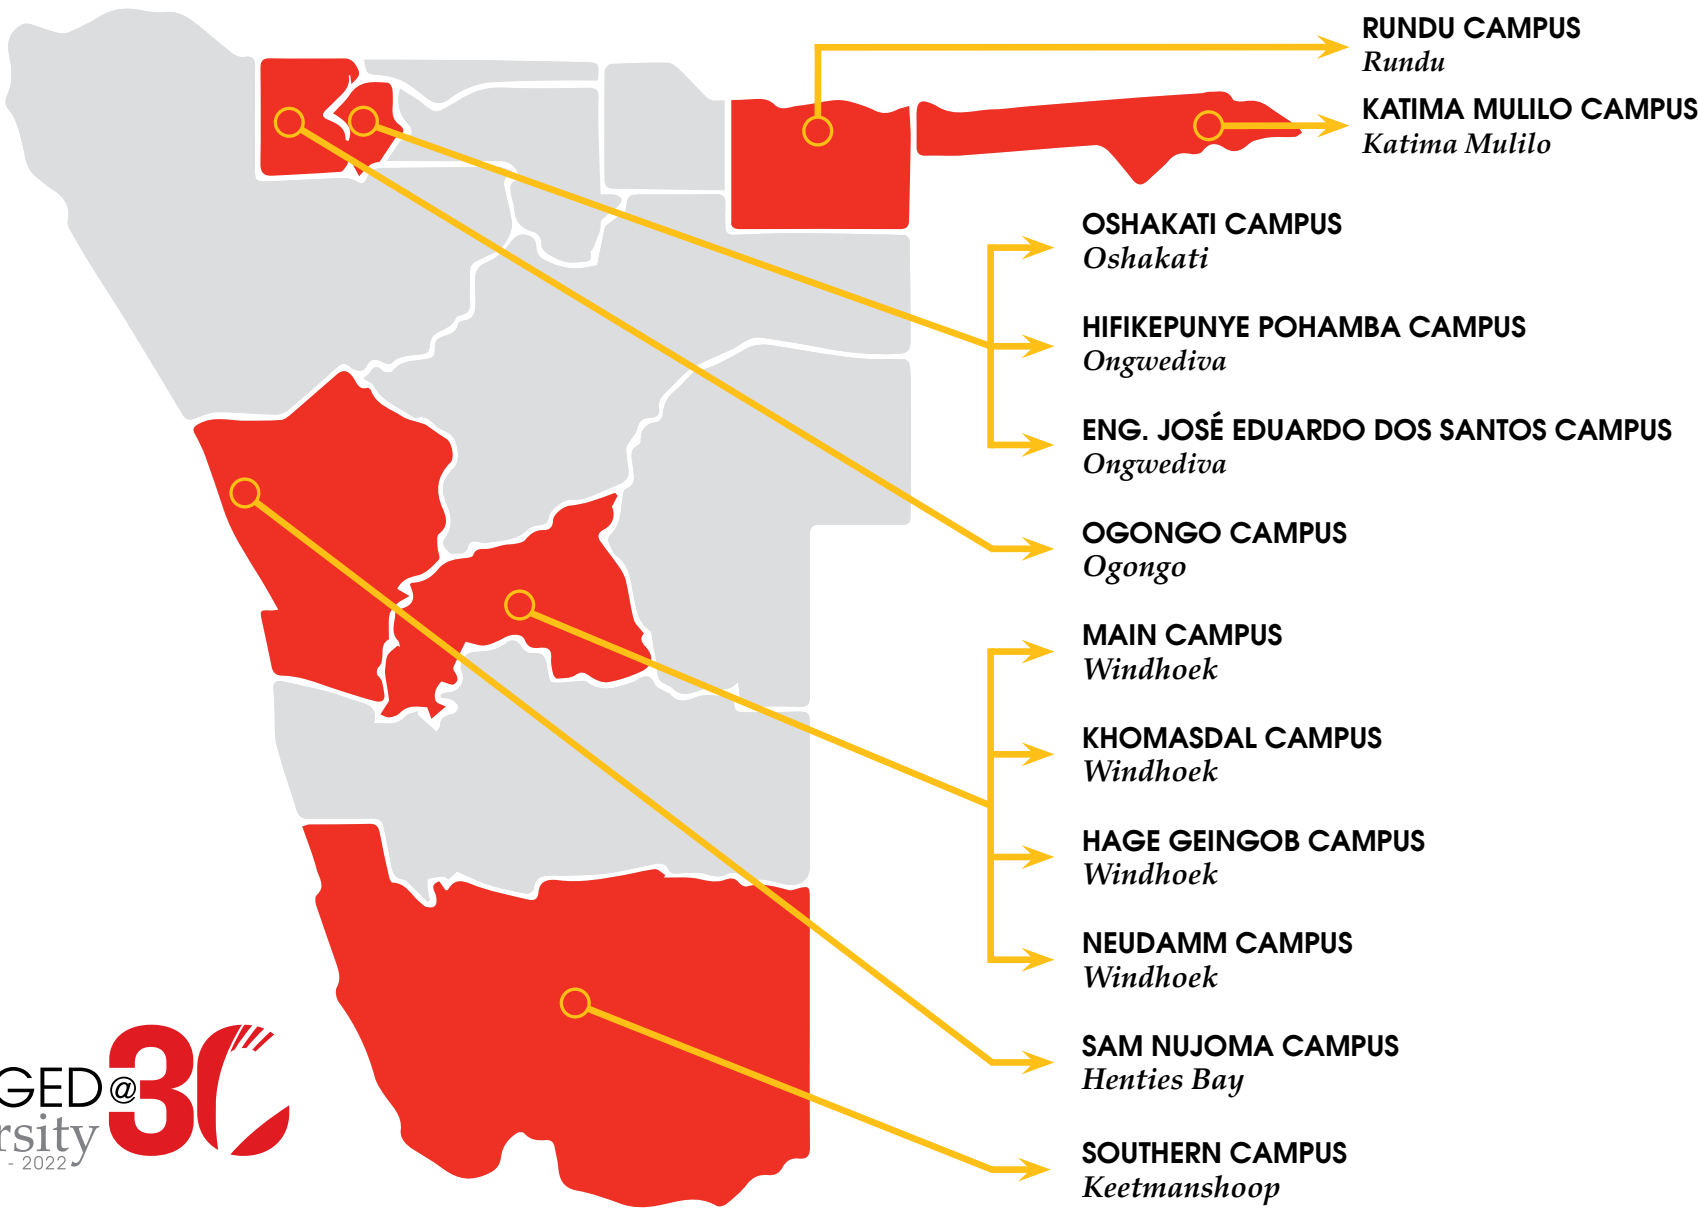 RUNDU CAMPUS
Rundu
KATIMA MULILO CAMPUS
Katima Mulilo
OSHAKATI CAMPUS
Oshakati
HIFIKEPUNYE POHAMBA CAMPUS
Ongwediva
ENG. JOSÉ EDUARDO DOS SANTOS CAMPUS
Ongwediva
OGONGO CAMPUS
Ogongo
MAIN CAMPUS
Windhoek
KHOMASDAL CAMPUS
Windhoek
HAGE GEINGOB CAMPUS
Windhoek
NEUDAMM CAMPUS
Windhoek
SAM NUJOMA CAMPUS
Henties Bay
SOUTHERN CAMPUS
Keetmanshoop
GED@30
rsity
- 2022